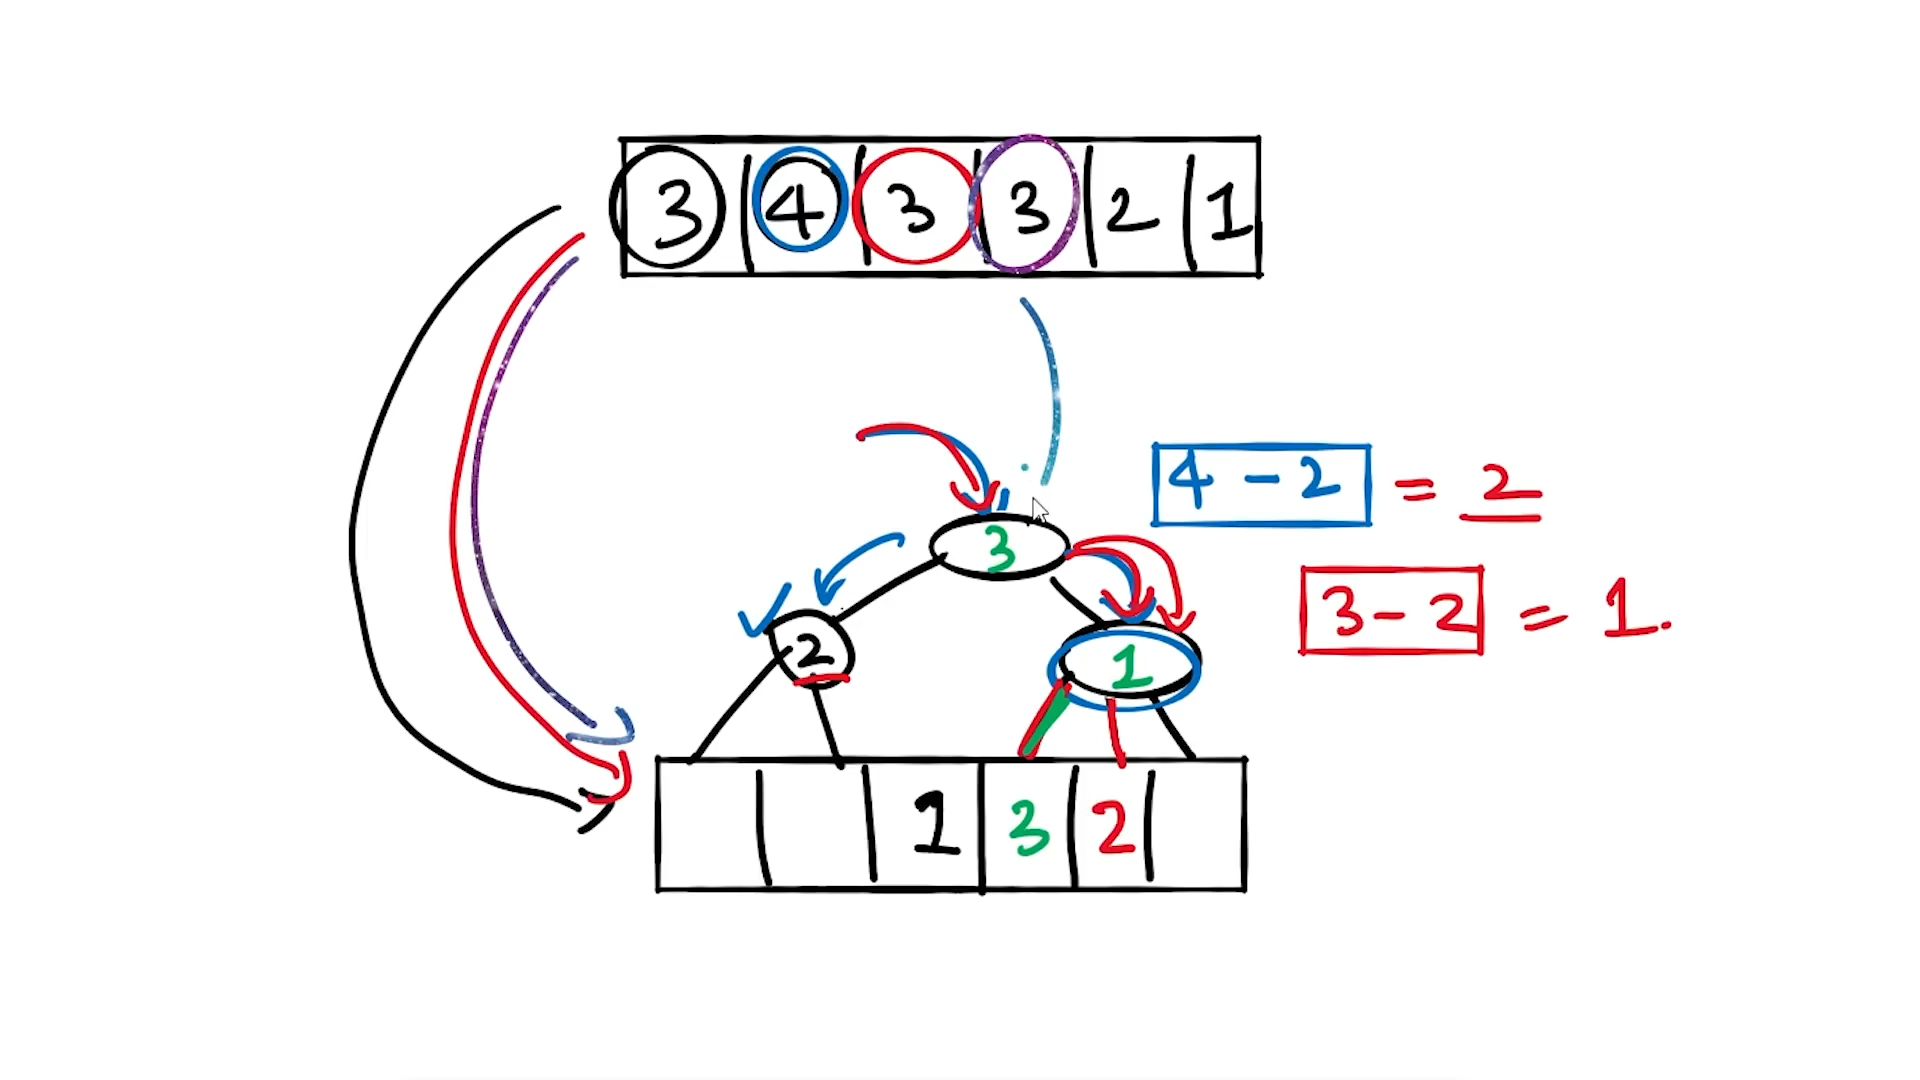 3 4 3 3 2 1
4 - 2 = 2
3
3 - 2 = 1.
2 1
1 3 2